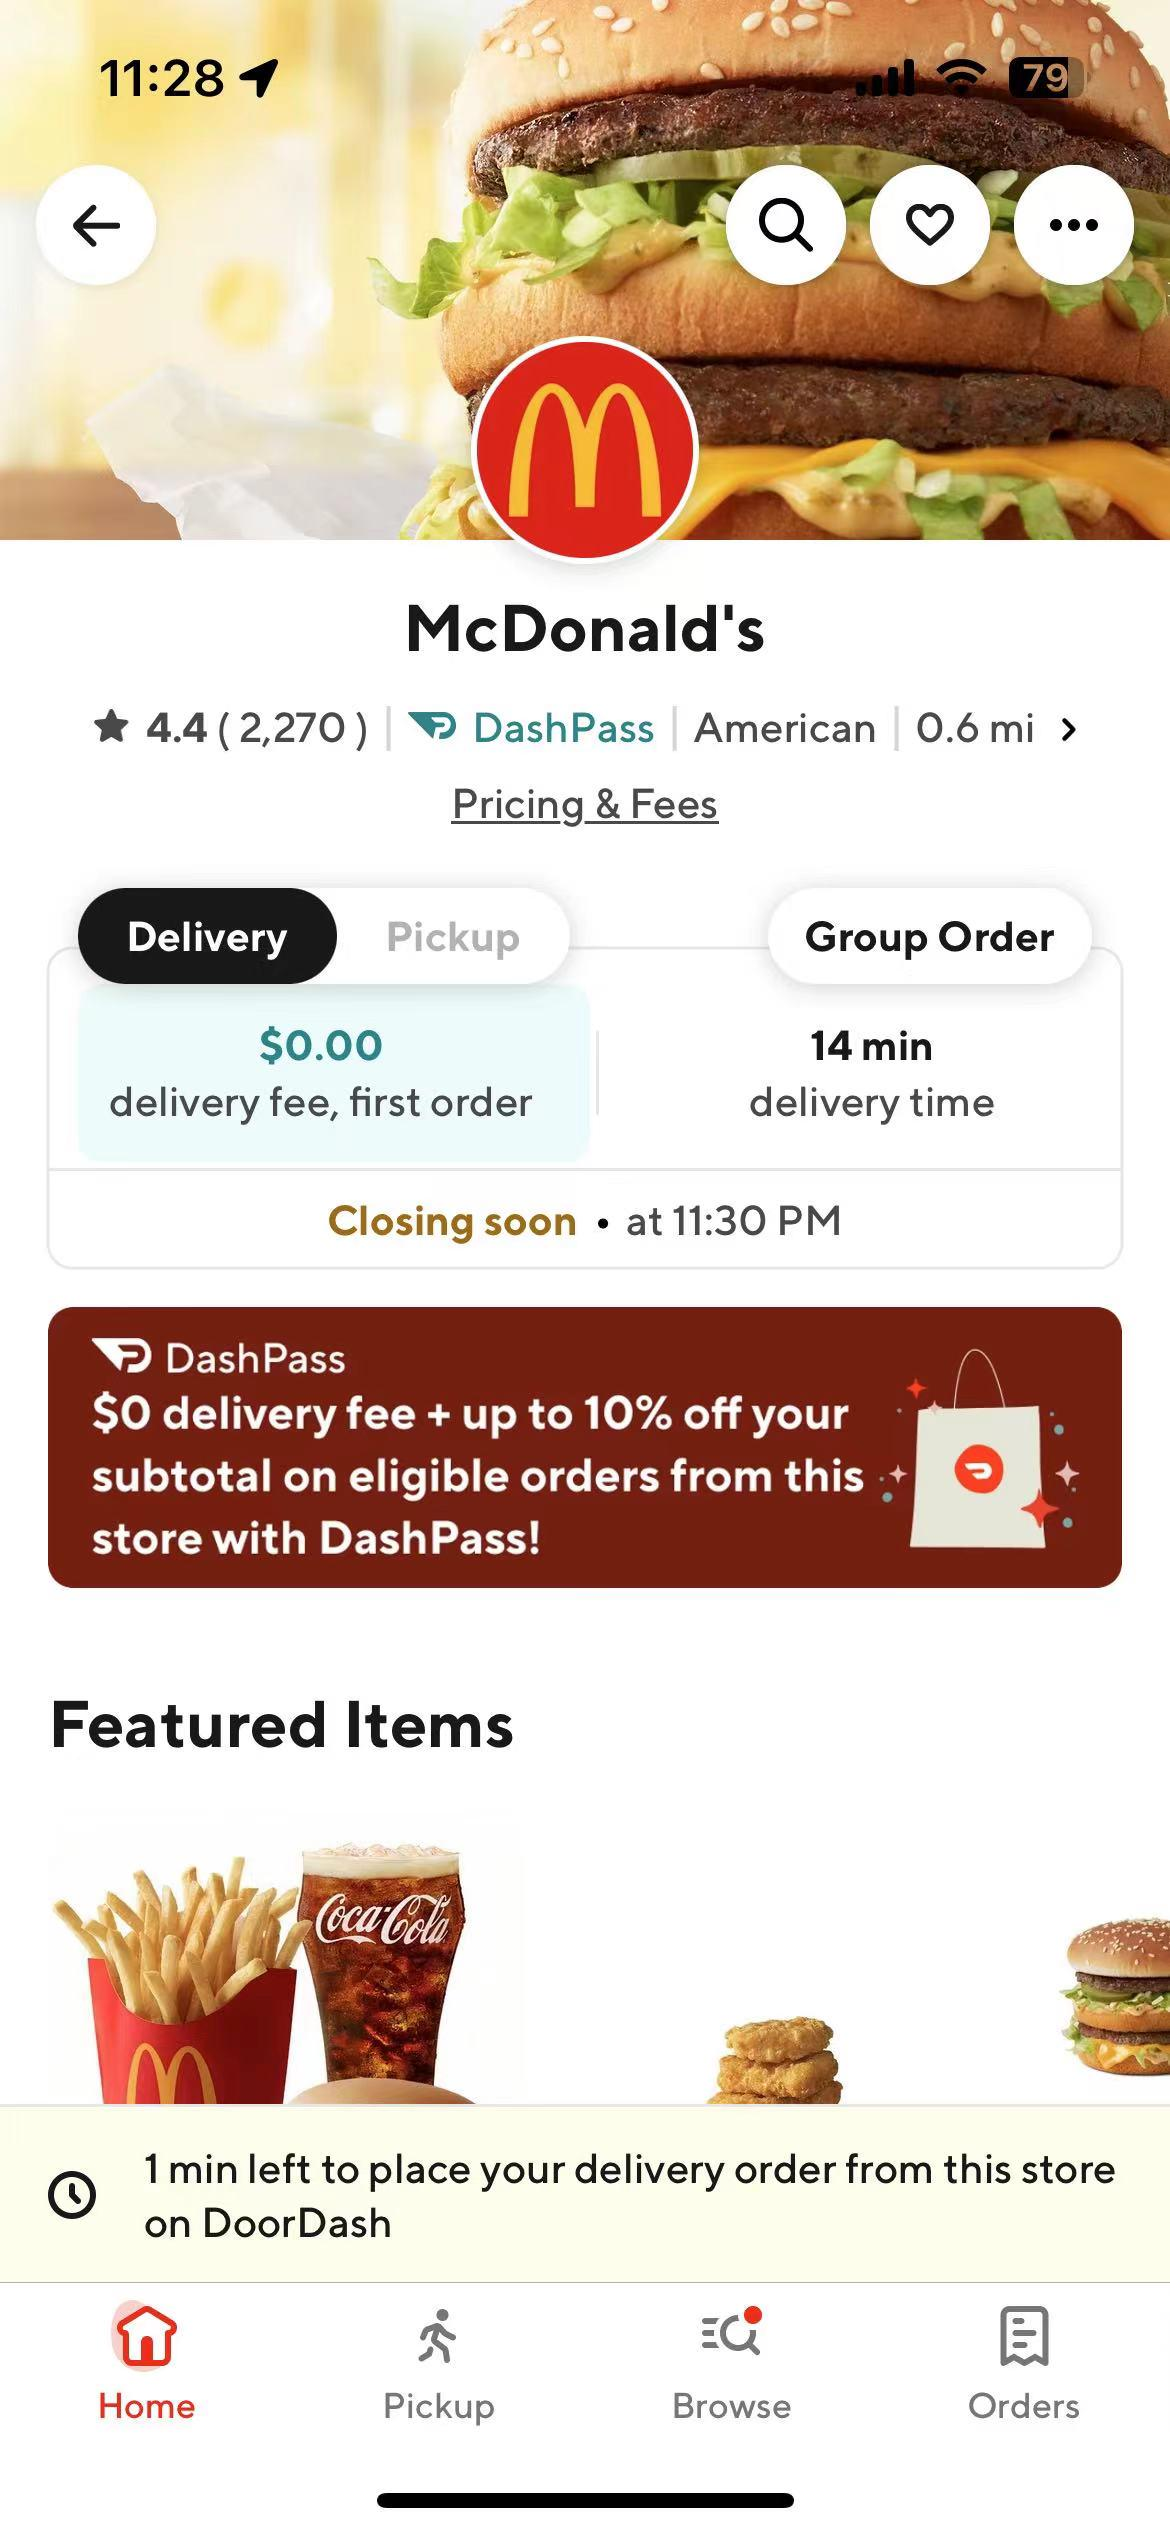 11:28
79
McDonald's
4.4 ( 2,270 ) | DashPass | American | 0.6 mi
Pricing & Fees
Delivery Pickup Group Order
$0.00 14 min
delivery fee, first order delivery time
Closing soon • at 11:30 PM
DashPass
$0 delivery fee + up to 10% off your
subtotal on eligible orders from this
store with DashPass!
Featured Items
Coca-Cola
1 min left to place your delivery order from this store
on DoorDash
Home Pickup Browse Orders